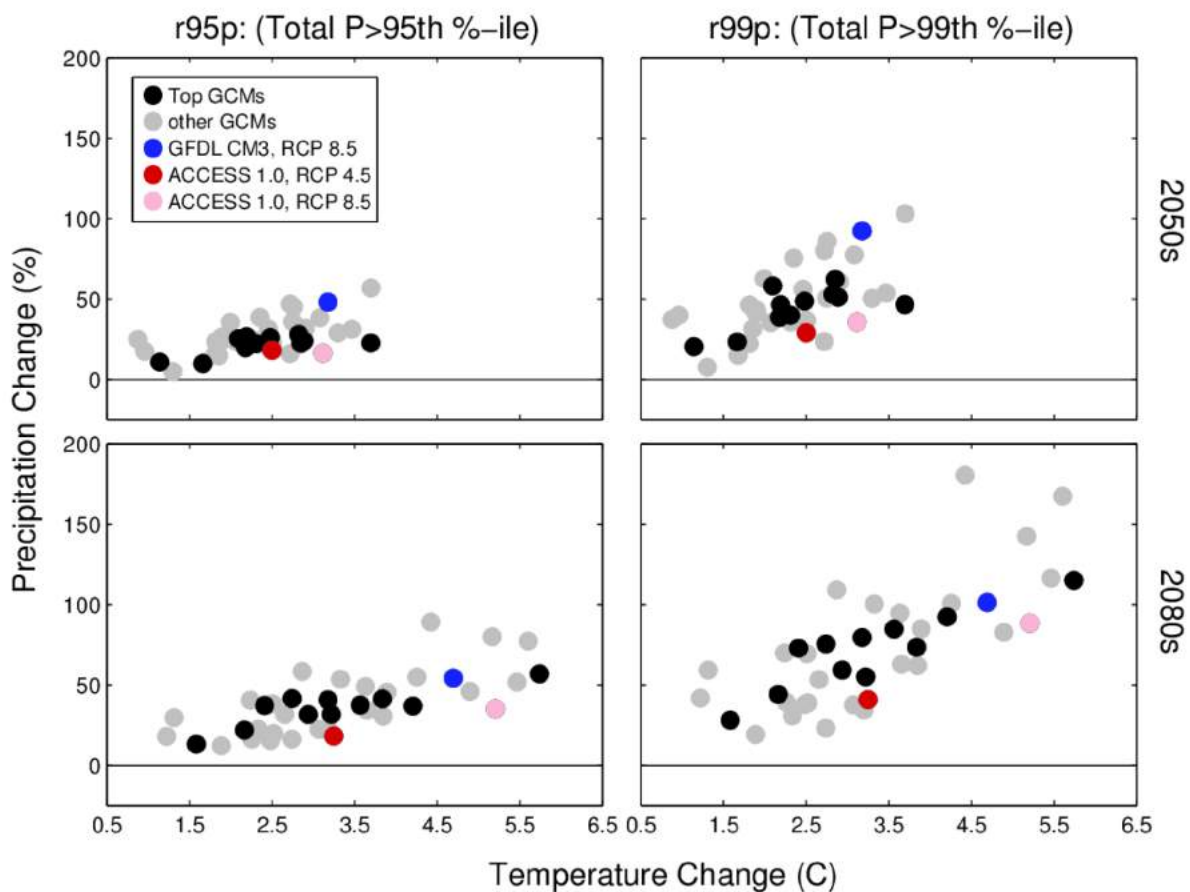 r95p: (Total P>95th %-ile)
r99p: (Total P>99th %-ile)
200
150
100
50
0
Top GCMs
other GCMs
GFDL CM3, RCP 8.5
ACCESS 1.0, RCP 4.5
ACCESS 1.0, RCP 8.5
2050s
Precipitation Change (%)
200
150
100
50
0
2080s
0.5 1.5 2.5 3.5 4.5 5.5 6.5
0.5 1.5 2.5 3.5 4.5 5.5 6.5
Temperature Change (C)